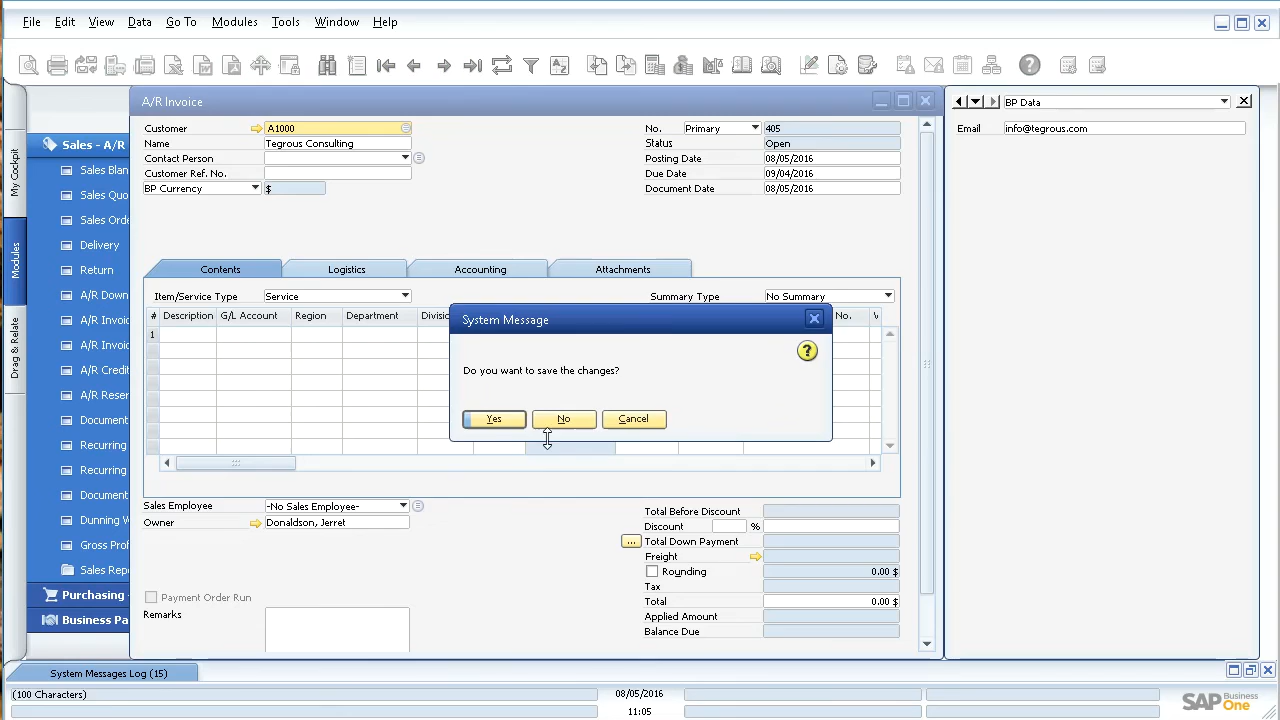 File Edit View Data Go To Modules Tools Window Help
A/R Invoice
BP Data
Email info@tegrous.com
My Cockpit
Modules
Drag & Relate
Sales - A/R
Sales Blan
Sales Quo
Sales Orde
Delivery
Return
A/R Down
A/R Invoic
A/R Invoic
A/R Credit
A/R Reser
Document
Recurring
Recurring
Document
Dunning W
Gross Prof
Sales Repo
Purchasing -
Business Pa
Customer A1000
Name Tegrous Consulting
Contact Person
Customer Ref. No.
BP Currency $
No. Primary 405
Status Open
Posting Date 08/05/2016
Due Date 09/04/2016
Document Date 08/05/2016
Contents Logistics Accounting Attachments
Item/Service Type Service Summary Type No Summary
# Description G/L Account Region Department Divisio No.
1
System Message
?
Do you want to save the changes?
Yes No Cancel
Sales Employee -No Sales Employee-
Owner Donaldson, Jerret
Payment Order Run
Remarks
Total Before Discount
Discount %
... Total Down Payment
Freight
Rounding 0.00 $
Tax
Total 0.00 $
Applied Amount
Balance Due
System Messages Log (15)
(100 Characters) 08/05/2016
11:05
SAP Business One